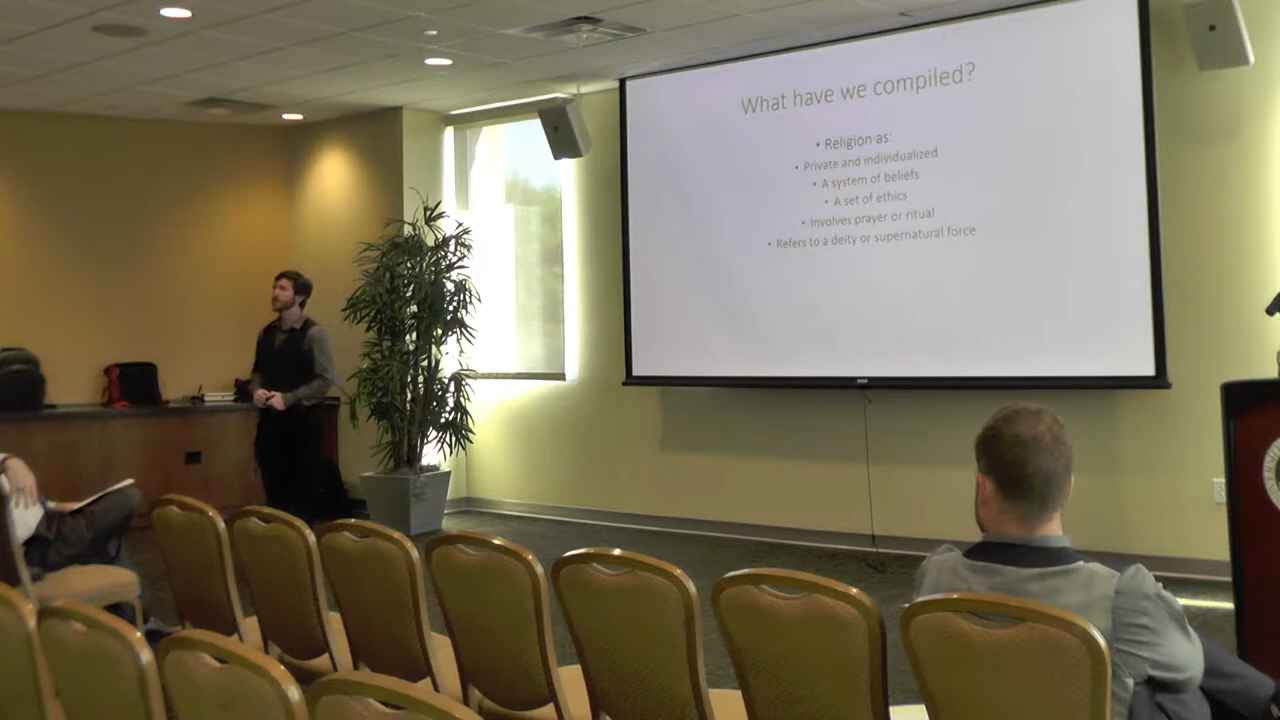 What have we compiled?
• Religion as:
• Private and individualized
• A system of beliefs
• A set of ethics
• Involves prayer or ritual
• Refers to a deity or supernatural force